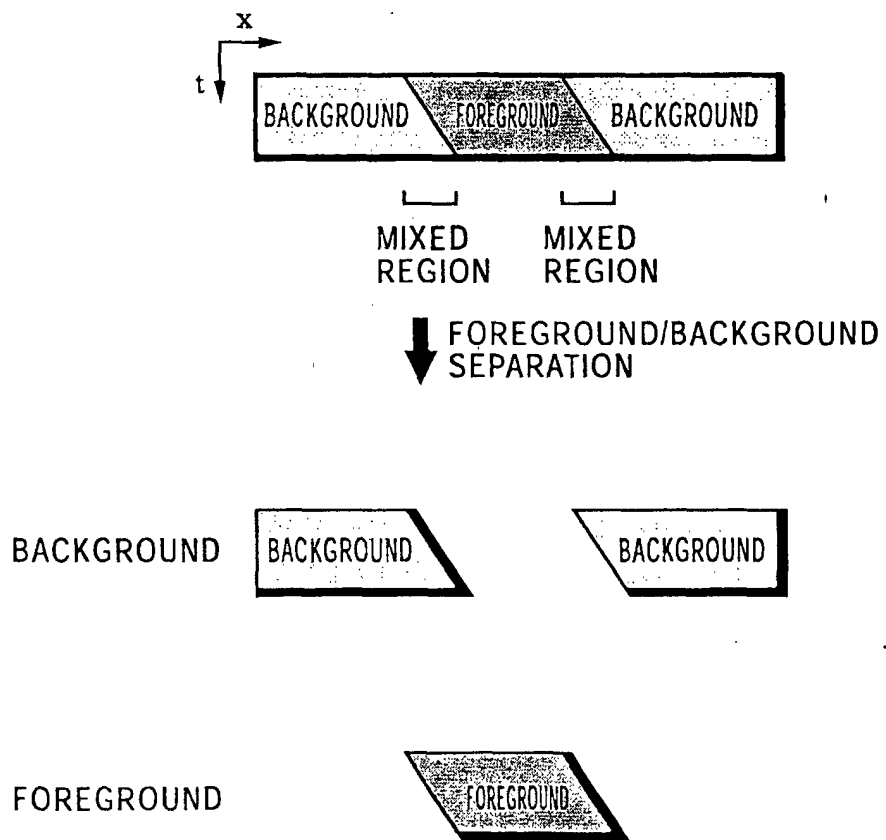 x
t
BACKGROUND FOREGROUND BACKGROUND
MIXED REGION MIXED REGION
FOREGROUND/BACKGROUND
SEPARATION
BACKGROUND BACKGROUND BACKGROUND
FOREGROUND FOREGROUND